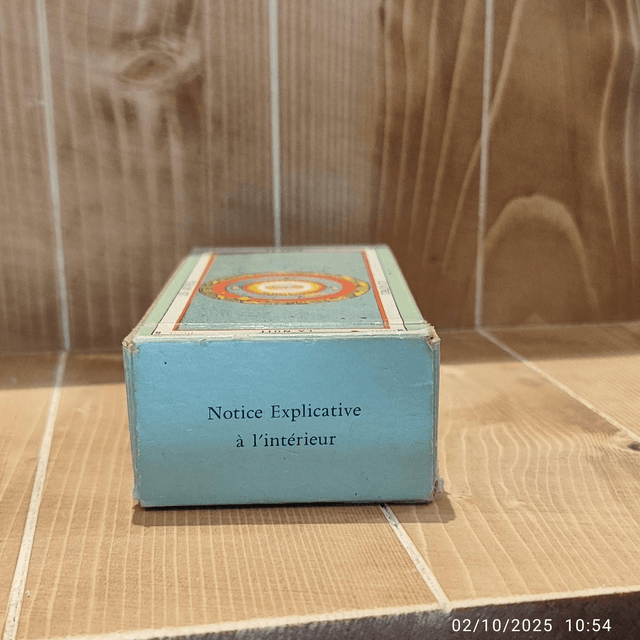 Notice Explicative
à l'intérieur
02/10/2025 10:54